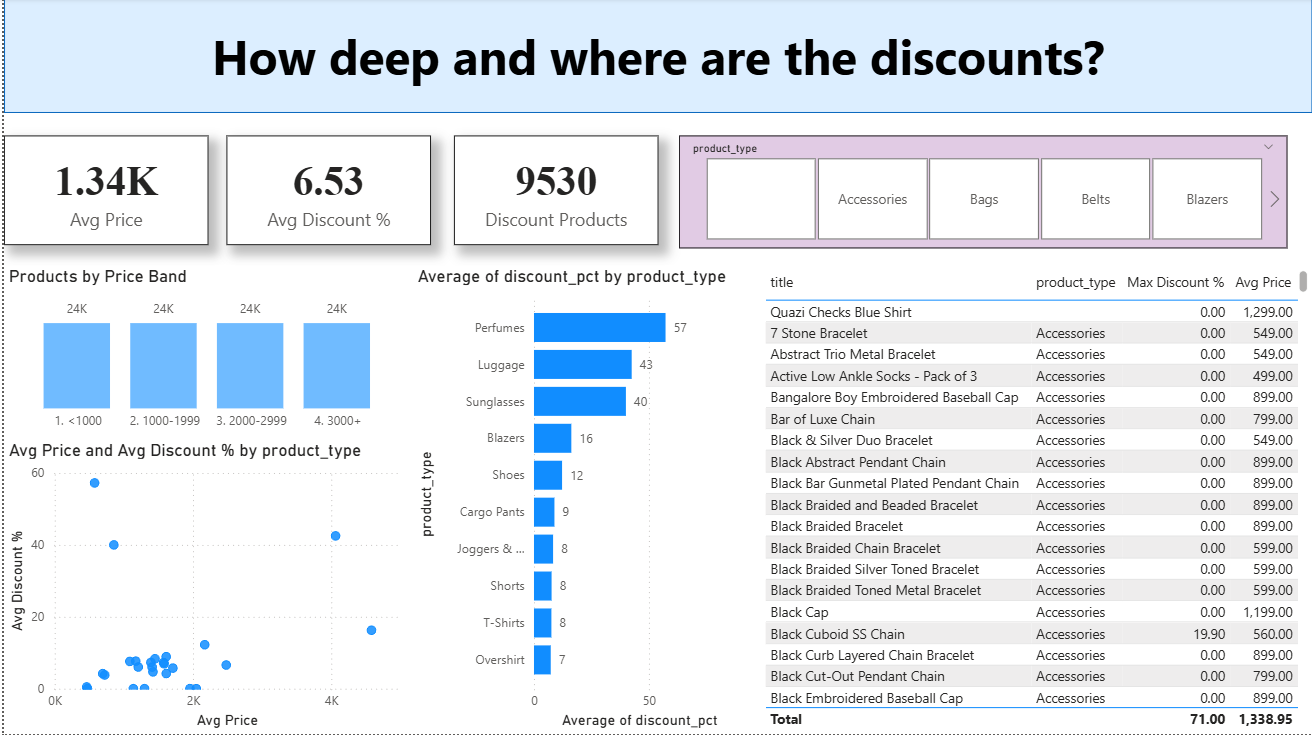 How deep and where are the discounts?
1.34K
Avg Price
6.53
Avg Discount %
9530
Discount Products
product_type
Accessories
Bags
Belts
Blazers
Products by Price Band
24K 24K 24K 24K
1. <1000 2. 1000-1999 3. 2000-2999 4. 3000+
Avg Price and Avg Discount % by product_type
Avg Discount %
60
40
20
0
0K 2K 4K
Avg Price
Average of discount_pct by product_type
product_type
Perfumes 57
Luggage 43
Sunglasses 40
Blazers 16
Shoes 12
Cargo Pants 9
Joggers & ... 8
Shorts 8
T-Shirts 8
Overshirt 7
0 50
Average of discount_pct
title product_type Max Discount % Avg Price
Quazi Checks Blue Shirt 0.00 1,299.00
7 Stone Bracelet Accessories 0.00 549.00
Abstract Trio Metal Bracelet Accessories 0.00 549.00
Active Low Ankle Socks - Pack of 3 Accessories 0.00 499.00
Bangalore Boy Embroidered Baseball Cap Accessories 0.00 899.00
Bar of Luxe Chain Accessories 0.00 799.00
Black & Silver Duo Bracelet Accessories 0.00 549.00
Black Abstract Pendant Chain Accessories 0.00 899.00
Black Bar Gunmetal Plated Pendant Chain Accessories 0.00 899.00
Black Braided and Beaded Bracelet Accessories 0.00 899.00
Black Braided Bracelet Accessories 0.00 899.00
Black Braided Chain Bracelet Accessories 0.00 599.00
Black Braided Silver Toned Bracelet Accessories 0.00 599.00
Black Braided Toned Metal Bracelet Accessories 0.00 599.00
Black Cap Accessories 0.00 1,199.00
Black Cuboid SS Chain Accessories 19.90 560.00
Black Curb Layered Chain Bracelet Accessories 0.00 899.00
Black Cut-Out Pendant Chain Accessories 0.00 799.00
Black Embroidered Baseball Cap Accessories 0.00 899.00
Total 71.00 1,338.95